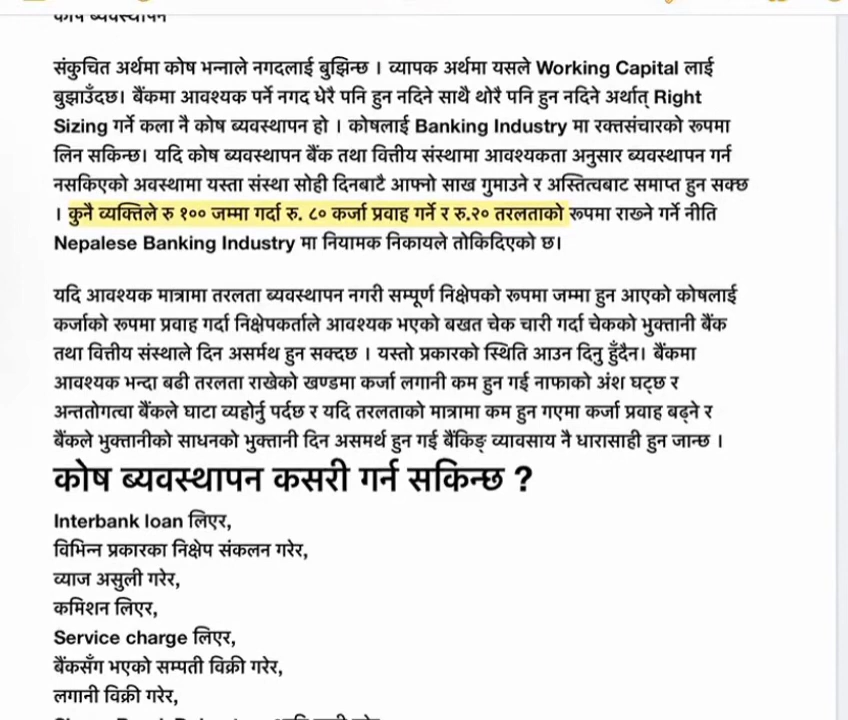 कोष ब्यवस्थापन
संकुचित अर्थमा कोष भन्नाले नगदलाई बुझिन्छ । व्यापक अर्थमा यसले Working Capital लाई
बुझाउँदछ। बैंकमा आवश्यक पर्ने नगद धेरै पनि हुन नदिने साथै थोरै पनि हुन नदिने अर्थात् Right
Sizing गर्ने कला नै कोष ब्यवस्थापन हो । कोषलाई Banking Industry मा रक्तसंचारको रूपमा
लिन सकिन्छ। यदि कोष ब्यवस्थापन बैंक तथा वित्तीय संस्थामा आवश्यकता अनुसार ब्यवस्थापन गर्न
नसकिएको अवस्थामा यस्ता संस्था सोही दिनबाटै आफ्नो साख गुमाउने र अस्तित्वबाट समाप्त हुन सक्छ
। कुनै व्यक्तिले रु १०० जम्मा गर्दा रु. ८० कर्जा प्रवाह गर्ने र रु.२० तरलताको रूपमा राख्ने गर्ने नीति
Nepalese Banking Industry मा नियामक निकायले तोकिदिएको छ।
यदि आवश्यक मात्रामा तरलता ब्यवस्थापन नगरी सम्पूर्ण निक्षेपको रूपमा जम्मा हुन आएको कोषलाई
कर्जाको रूपमा प्रवाह गर्दा निक्षेपकर्ताले आवश्यक भएको बखत चेक चारी गर्दा चेकको भुक्तानी बैंक
तथा वित्तीय संस्थाले दिन असर्मथ हुन सक्दछ । यस्तो प्रकारको स्थिति आउन दिनु हुँदैन। बैंकमा
आवश्यक भन्दा बढी तरलता राखेको खण्डमा कर्जा लगानी कम हुन गई नाफाको अंश घट्छ र
अन्ततोगत्वा बैंकले घाटा व्यहोर्नु पर्दछ र यदि तरलताको मात्रामा कम हुन गएमा कर्जा प्रवाह बढ्ने र
बैंकले भुक्तानीको साधनको भुक्तानी दिन असमर्थ हुन गई बैंकिङ् व्यावसाय नै धारासाही हुन जान्छ ।
कोष ब्यवस्थापन कसरी गर्न सकिन्छ ?
Interbank loan लिएर,
विभिन्न प्रकारका निक्षेप संकलन गरेर,
व्याज असुली गरेर,
कमिशन लिएर,
Service charge लिएर,
बैंकसँग भएको सम्पती विक्री गरेर,
लगानी विक्री गरेर,